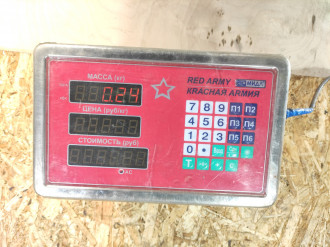 МАССА (кг)
RED ARMY
0.24
КРАСНАЯ АРМИЯ
ЦЕНА (руб/кг)
7 8 9 П1 П2
4 5 6 П3 П4
1 2 3 П5 П6
СТОИМОСТЬ (руб)
0
T